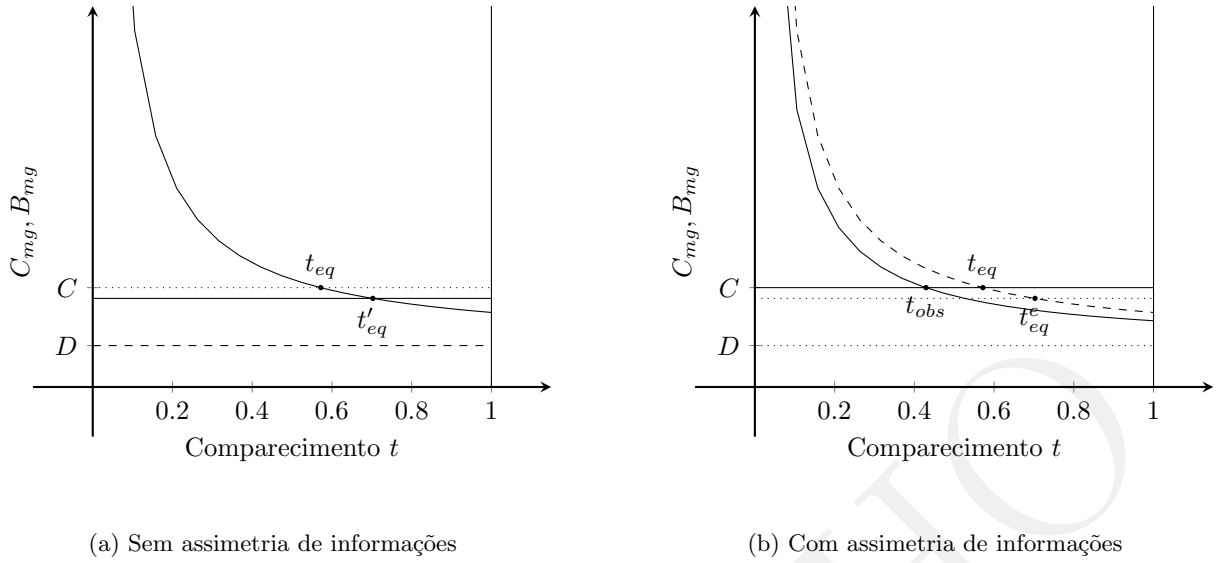 C_{mg}, B_{mg}
t_{eq}
C
t'_{eq}
D
0.2 0.4 0.6 0.8 1
Comparecimento t
(a) Sem assimetria de informações
C_{mg}, B_{mg}
t_{eq}
C
t_{obs}
t^{e}_{eq}
D
0.2 0.4 0.6 0.8 1
Comparecimento t
(b) Com assimetria de informações